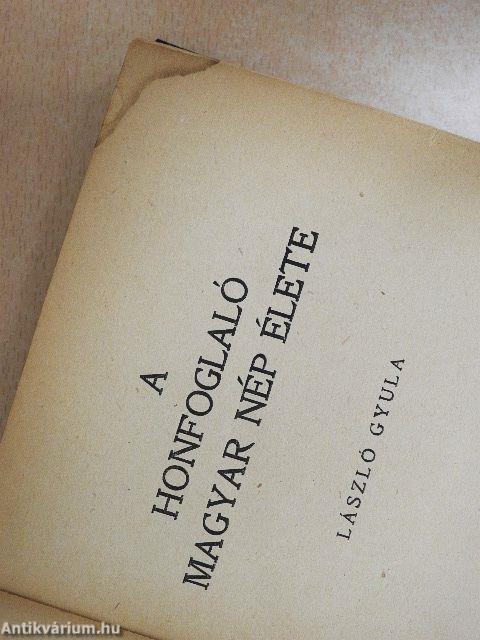 A
HONFOGLALÓ
MAGYAR NÉP ÉLETE
LÁSZLÓ GYULA
Antikvárium.hu